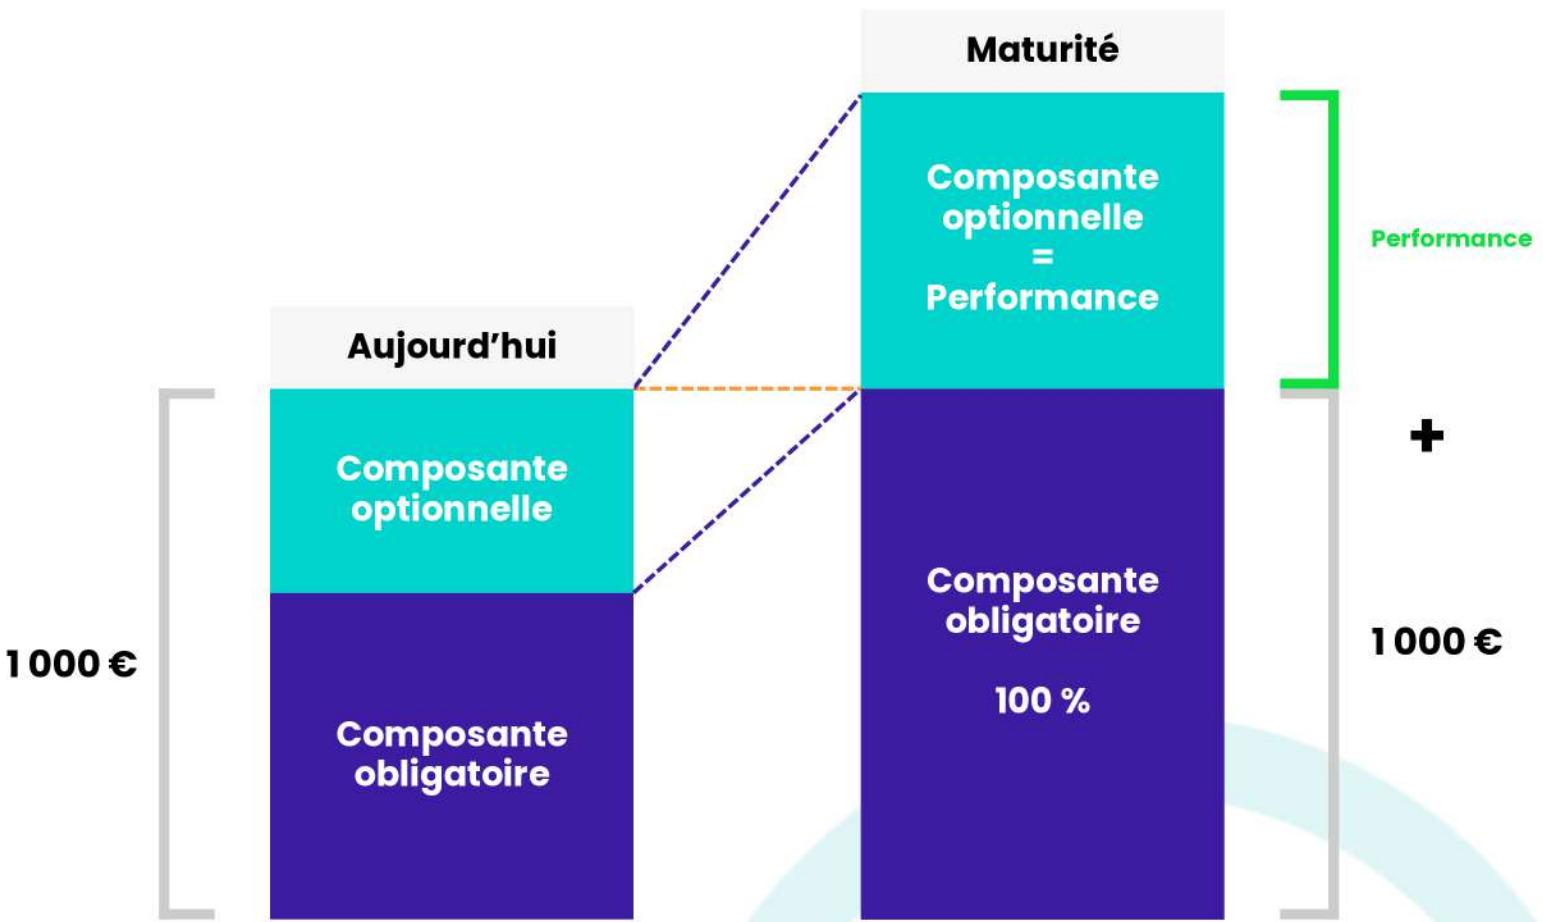 Maturité
Composante
optionnelle
=
Performance
Performance
Aujourd’hui
Composante
optionnelle
+
Composante
obligatoire
100 %
1 000 €
1 000 €
Composante
obligatoire